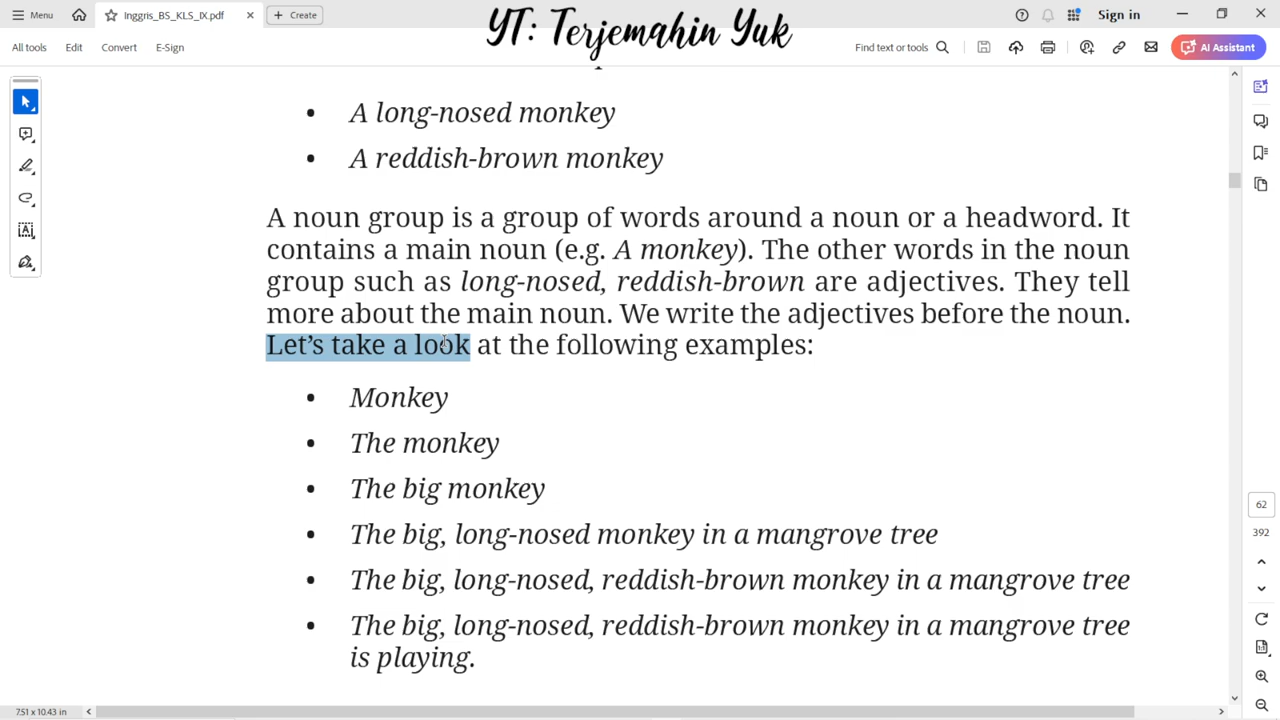 Menu
Inggris_BS_KLS_IX.pdf
Create
YT: Terjemahin Yuk
Sign in
All tools
Edit
Convert
E-Sign
Find text or tools
AI Assistant
• A long-nosed monkey
• A reddish-brown monkey
A noun group is a group of words around a noun or a headword. It
contains a main noun (e.g. A monkey). The other words in the noun
group such as long-nosed, reddish-brown are adjectives. They tell
more about the main noun. We write the adjectives before the noun.
Let’s take a look at the following examples:
• Monkey
• The monkey
• The big monkey
• The big, long-nosed monkey in a mangrove tree
• The big, long-nosed, reddish-brown monkey in a mangrove tree
• The big, long-nosed, reddish-brown monkey in a mangrove tree
is playing.
62
392
7.51 x 10.43 in